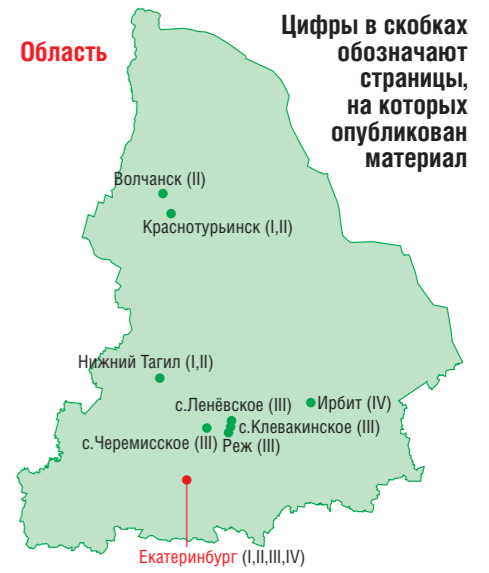 Область
Цифры в скобках
обозначают
страницы,
на которых
опубликован
материал
Волчанск (II)
Краснотурьинск (I,II)
Нижний Тагил (I,II)
с.Ленёвское (III)
Ирбит (IV)
с.Клевакинское (III)
с.Черемисское (III)
Реж (III)
Екатеринбург (I,II,III,IV)